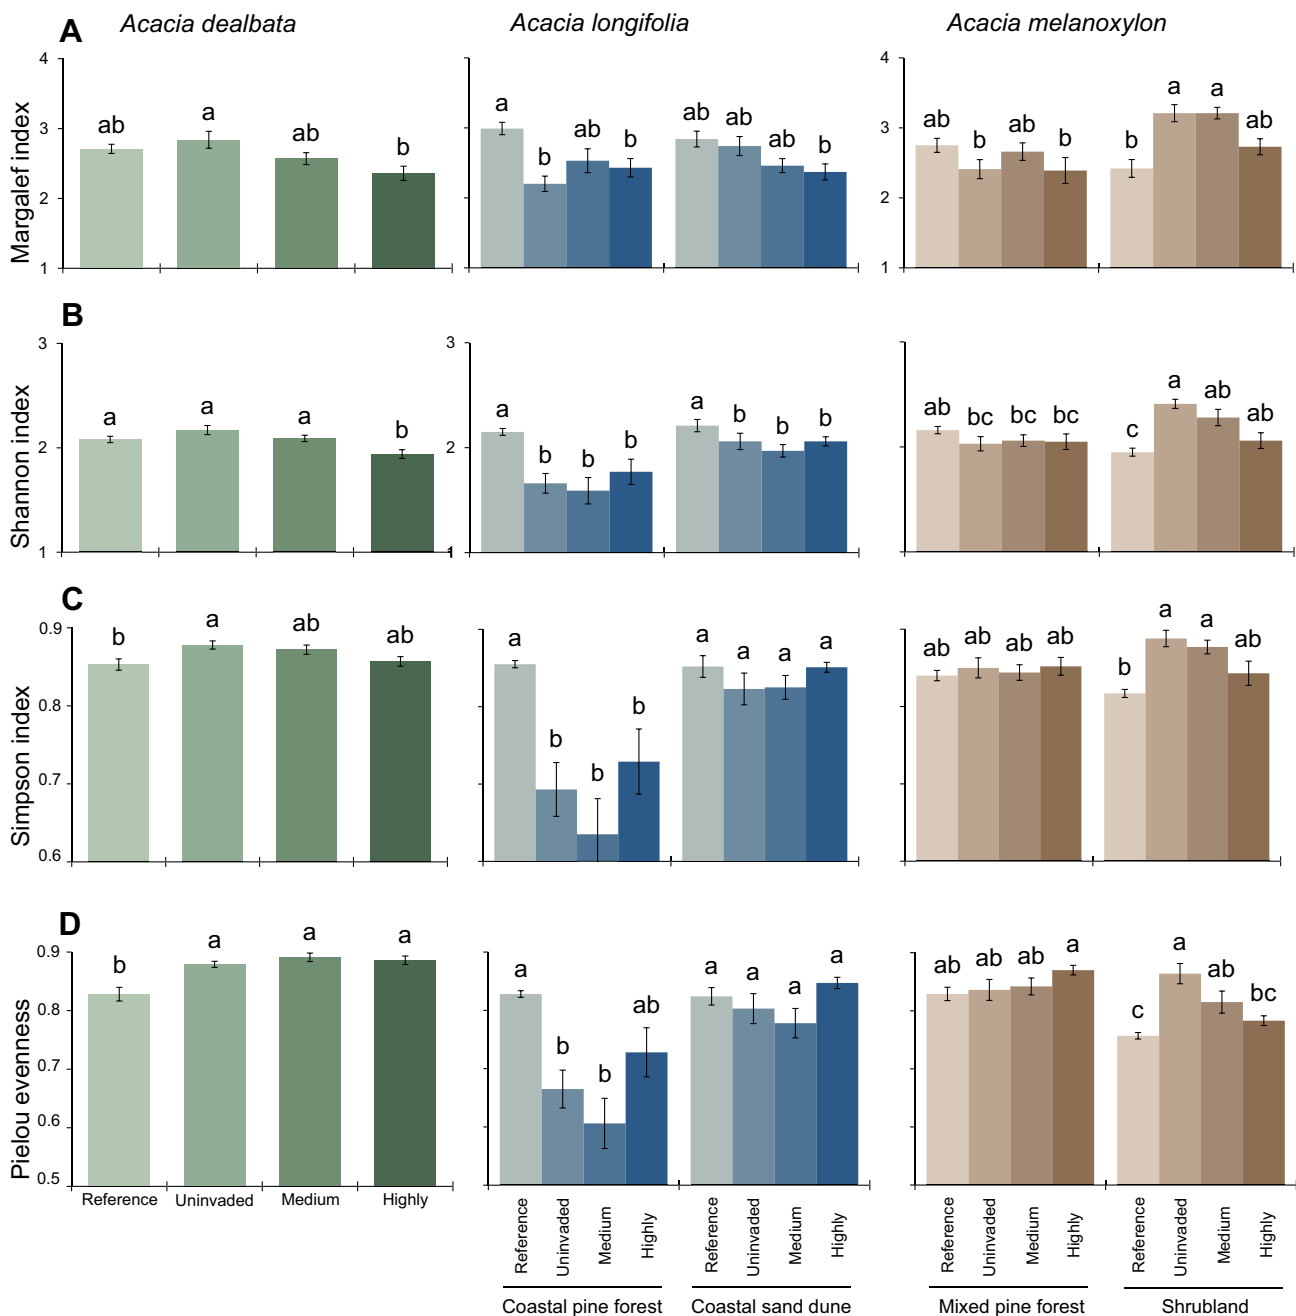 A Acacia dealbata Acacia longifolia Acacia melanoxylon
Margalef index
4 4
3 3
2 2
1 1
ab a ab b
a b ab b ab ab ab b
ab b ab b b a a ab
B
Shannon index
3 3
2 2
1 1
a a a b
a b b b a b b b
ab bc bc bc c a ab ab
C
Simpson index
0.9
0.8
0.7
0.6
b a ab ab
a b b b a a a a
ab ab ab ab b a a ab
D
Pielou evenness
0.9
0.8
0.7
0.6
0.5
b a a a
a b b ab a a a a
ab ab ab a c a ab bc
Reference Uninvaded Medium Highly
Reference Uninvaded Medium Highly Reference Uninvaded Medium Highly
Reference Uninvaded Medium Highly Reference Uninvaded Medium Highly
Coastal pine forest Coastal sand dune Mixed pine forest Shrubland